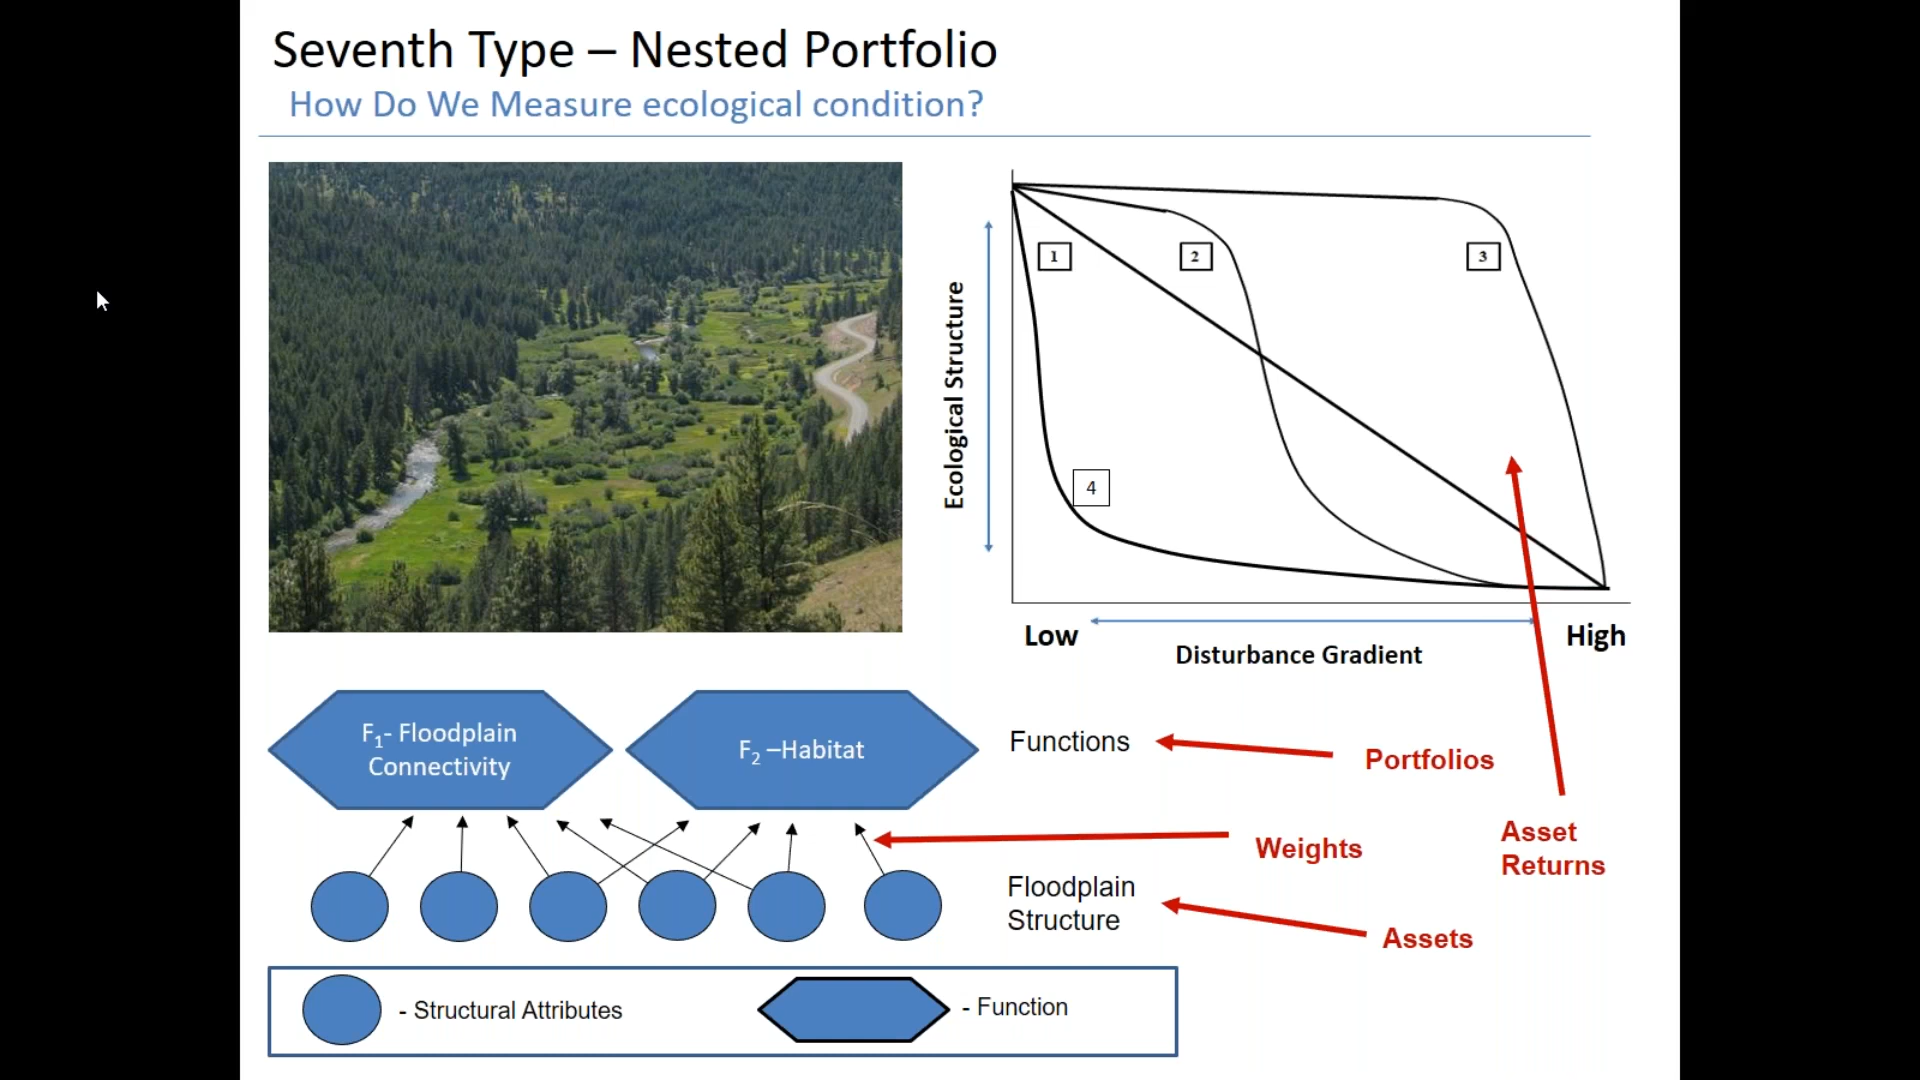 Seventh Type – Nested Portfolio
How Do We Measure ecological condition?
Ecological Structure
1
2
3
4
Low
High
Disturbance Gradient
F1- Floodplain
Connectivity
F2 –Habitat
Functions
Portfolios
Weights
Asset
Returns
Floodplain
Structure
Assets
- Structural Attributes
- Function